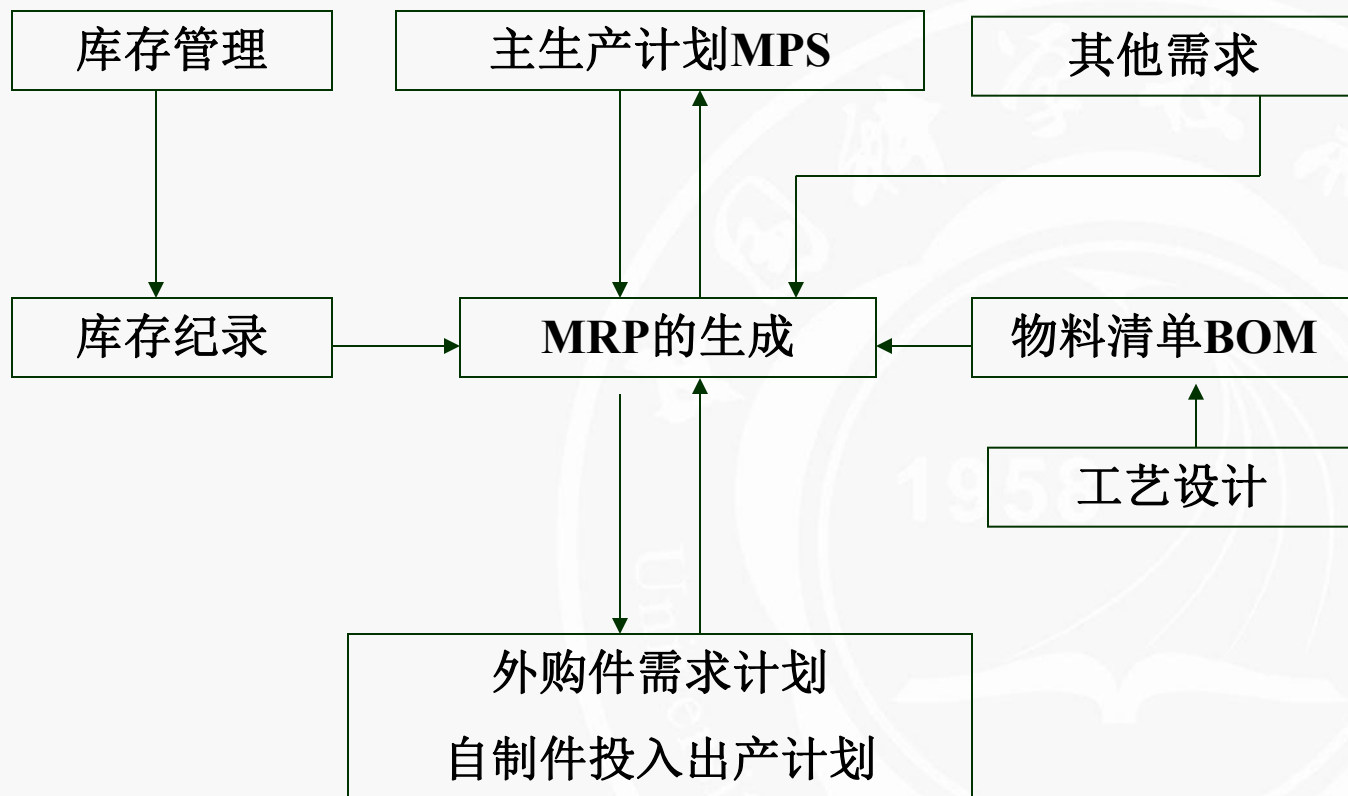 库存管理
主生产计划MPS
其他需求
库存纪录
MRP的生成
物料清单BOM
工艺设计
1958
外购件需求计划
自制件投入出产计划